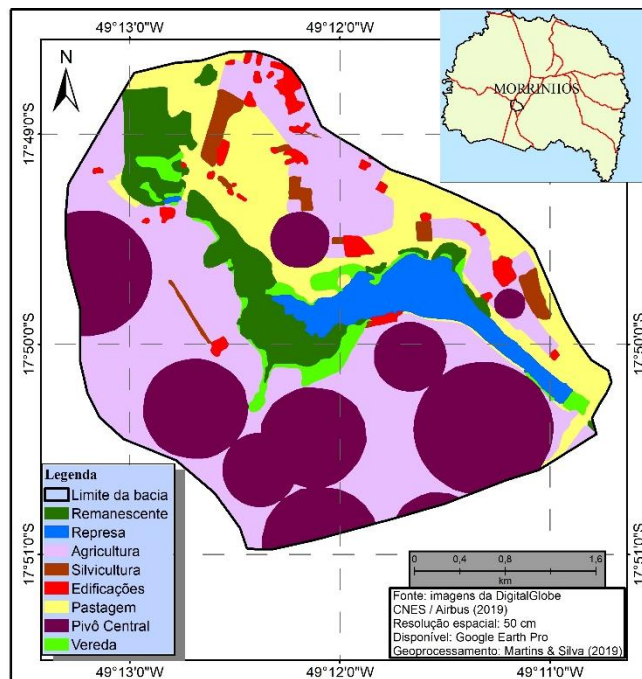 49°13'0"W 49°12'0"W 49°11'0"W
N
MORRINHOS
17°49'0"S 17°49'0"S
17°50'0"S 17°50'0"S
17°51'0"S 17°51'0"S
Legenda
Limite da bacia
Remanescente
Represa
Agricultura
Silvicultura
Edificações
Pastagem
Pivô Central
Vereda
0 0,4 0,8 1,6
km
Fonte: imagens da DigitalGlobe
CNES / Airbus (2019)
Resolução espacial: 50 cm
Disponível: Google Earth Pro
Geoprocessamento: Martins & Silva (2019)
49°13'0"W 49°12'0"W 49°11'0"W